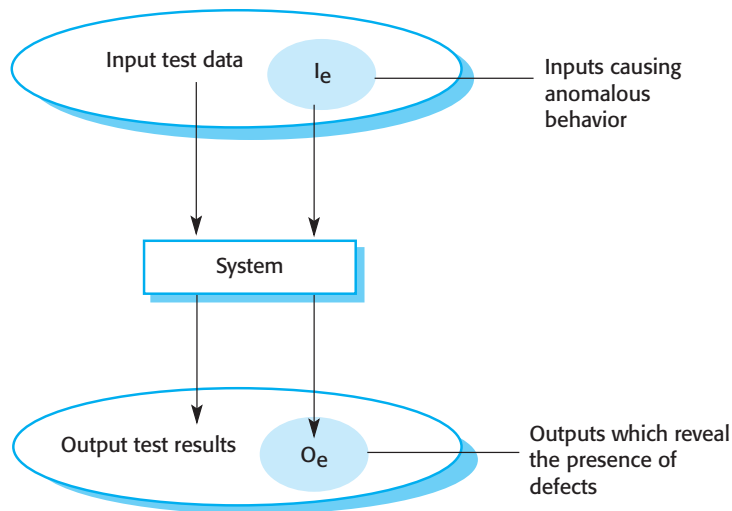 Input test data
Ie
Inputs causing
anomalous
behavior
System
Output test results
Oe
Outputs which reveal
the presence of
defects